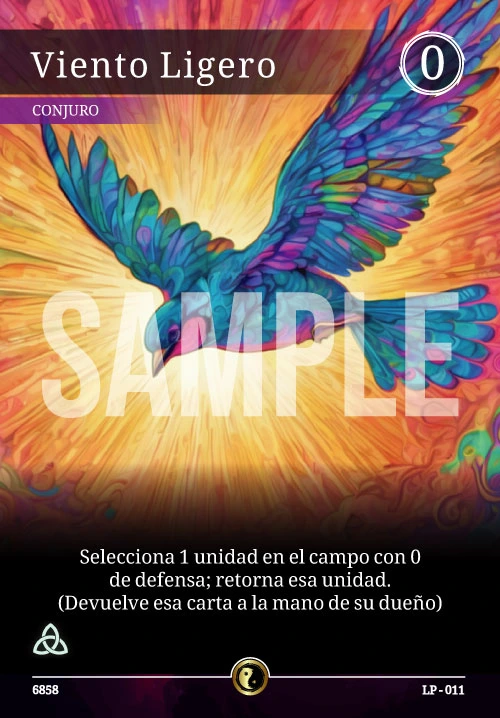 Viento Ligero
0
CONJURO
SAMPLE
Selecciona 1 unidad en el campo con 0
de defensa; retorna esa unidad.
(Devuelve esa carta a la mano de su dueño)
6858
LP-011